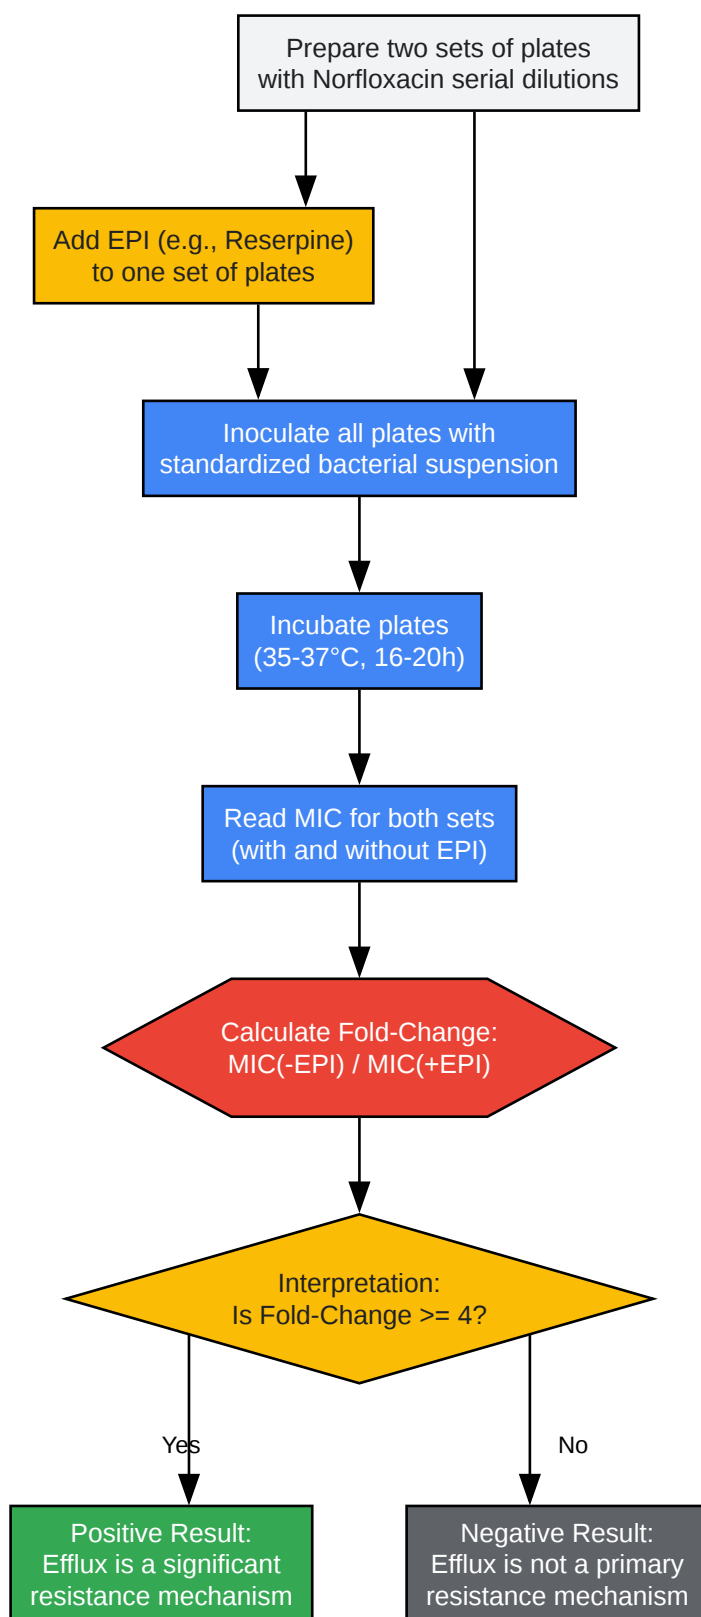 Prepare two sets of plates
with Norfloxacin serial dilutions
Add EPI (e.g., Reserpine)
to one set of plates
Inoculate all plates with
standardized bacterial suspension
Incubate plates
(35-37°C, 16-20h)
Read MIC for both sets
(with and without EPI)
Calculate Fold-Change:
MIC(-EPI) / MIC(+EPI)
Interpretation:
Is Fold-Change >= 4?
Yes
No
Positive Result:
Efflux is a significant
resistance mechanism
Negative Result:
Efflux is not a primary
resistance mechanism